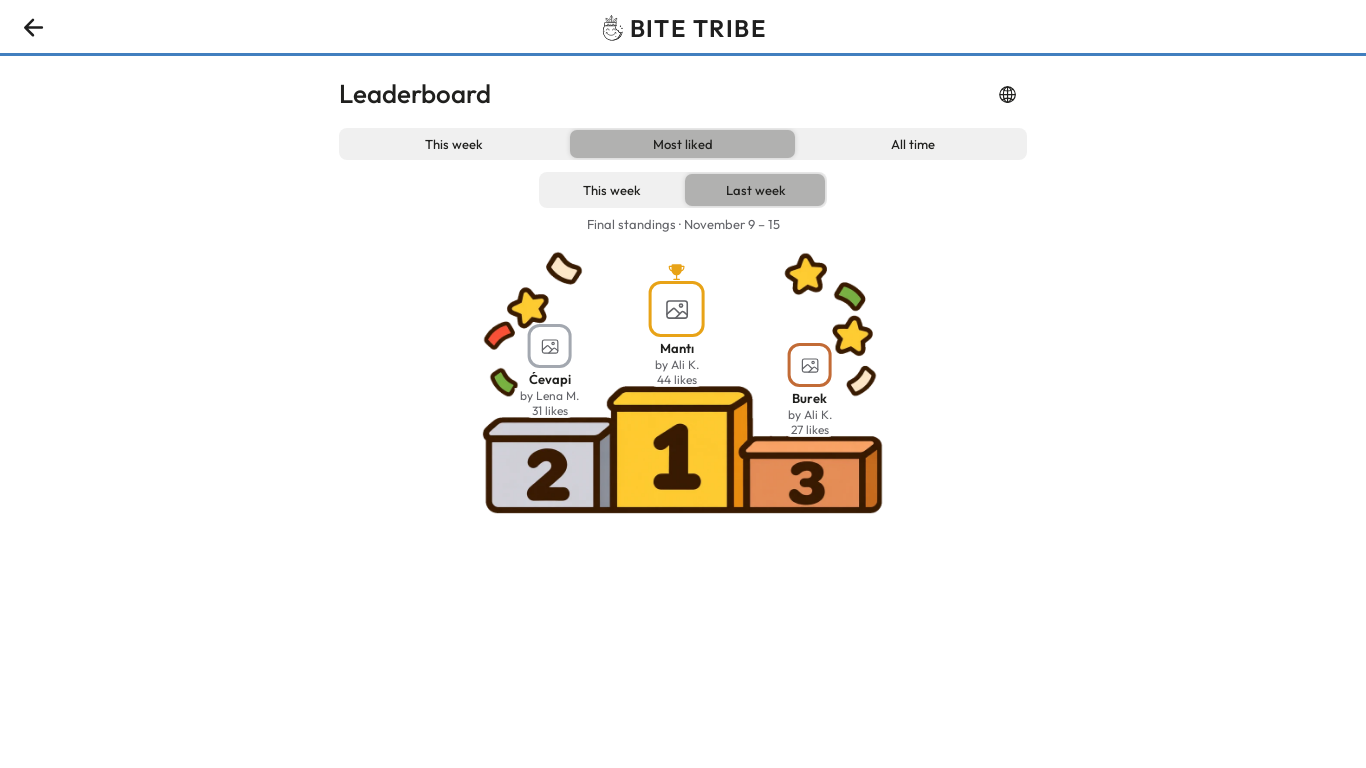 BITE TRIBE
Leaderboard
This week
Most liked
All time
This week
Last week
Final standings · November 9 – 15
Mantı
by Ali K.
44 likes
Ćevapi
by Lena M.
31 likes
Burek
by Ali K.
27 likes
2
1
3